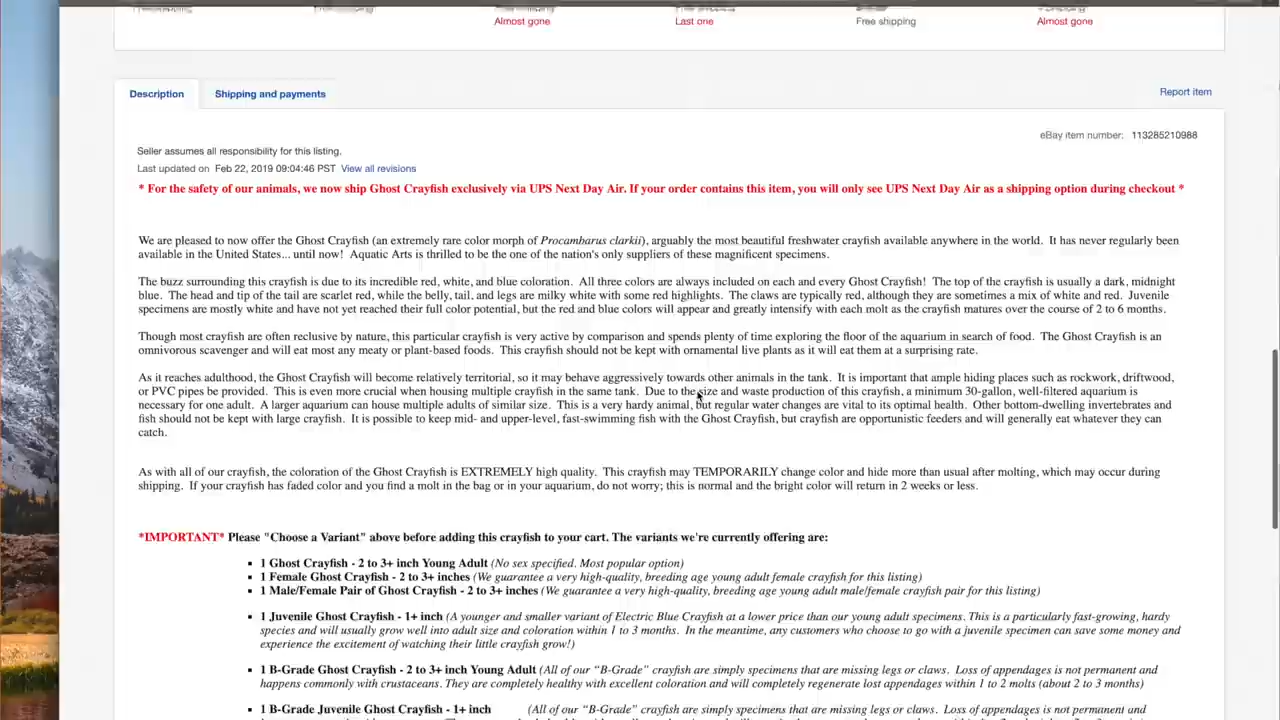 Almost gone Last one Free shipping Almost gone
Description Shipping and payments Report item
eBay item number: 113285210988
Seller assumes all responsibility for this listing.
Last updated on Feb 22, 2019 09:04:46 PST View all revisions
* For the safety of our animals, we now ship Ghost Crayfish exclusively via UPS Next Day Air. If your order contains this item, you will only see UPS Next Day Air as a shipping option during checkout *
We are pleased to now offer the Ghost Crayfish (an extremely rare color morph of Procambarus clarkii), arguably the most beautiful freshwater crayfish available anywhere in the world. It has never regularly been
available in the United States... until now! Aquatic Arts is thrilled to be the one of the nation's only suppliers of these magnificent specimens.
The buzz surrounding this crayfish is due to its incredible red, white, and blue coloration. All three colors are always included on each and every Ghost Crayfish! The top of the crayfish is usually a dark, midnight
blue. The head and tip of the tail are scarlet red, while the belly, tail, and legs are milky white with some red highlights. The claws are typically red, although they are sometimes a mix of white and red. Juvenile
specimens are mostly white and have not yet reached their full color potential, but the red and blue colors will appear and greatly intensify with each molt as the crayfish matures over the course of 2 to 6 months.
Though most crayfish are often reclusive by nature, this particular crayfish is very active by comparison and spends plenty of time exploring the floor of the aquarium in search of food. The Ghost Crayfish is an
omnivorous scavenger and will eat most any meaty or plant-based foods. This crayfish should not be kept with ornamental live plants as it will eat them at a surprising rate.
As it reaches adulthood, the Ghost Crayfish will become relatively territorial, so it may behave aggressively towards other animals in the tank. It is important that ample hiding places such as rockwork, driftwood,
or PVC pipes be provided. This is even more crucial when housing multiple crayfish in the same tank. Due to the size and waste production of this crayfish, a minimum 30-gallon, well-filtered aquarium is
necessary for one adult. A larger aquarium can house multiple adults of similar size. This is a very hardy animal, but regular water changes are vital to its optimal health. Other bottom-dwelling invertebrates and
fish should not be kept with large crayfish. It is possible to keep mid- and upper-level, fast-swimming fish with the Ghost Crayfish, but crayfish are opportunistic feeders and will generally eat whatever they can
catch.
As with all of our crayfish, the coloration of the Ghost Crayfish is EXTREMELY high quality. This crayfish may TEMPORARILY change color and hide more than usual after molting, which may occur during
shipping. If your crayfish has faded color and you find a molt in the bag or in your aquarium, do not worry; this is normal and the bright color will return in 2 weeks or less.
*IMPORTANT* Please "Choose a Variant" above before adding this crayfish to your cart. The variants we're currently offering are:
1 Ghost Crayfish - 2 to 3+ inch Young Adult (No sex specified. Most popular option)
1 Female Ghost Crayfish - 2 to 3+ inches (We guarantee a very high-quality, breeding age young adult female crayfish for this listing)
1 Male/Female Pair of Ghost Crayfish - 2 to 3+ inches (We guarantee a very high-quality, breeding age young adult male/female crayfish pair for this listing)
1 Juvenile Ghost Crayfish - 1+ inch (A younger and smaller variant of Electric Blue Crayfish at a lower price than our young adult specimens. This is a particularly fast-growing, hardy
species and will usually grow well into adult size and coloration within 1 to 3 months. In the meantime, any customers who choose to go with a juvenile specimen can save some money and
experience the excitement of watching their little crayfish grow!)
1 B-Grade Ghost Crayfish - 2 to 3+ inch Young Adult (All of our “B-Grade” crayfish are simply specimens that are missing legs or claws. Loss of appendages is not permanent and
happens commonly with crustaceans. They are completely healthy with excellent coloration and will completely regenerate lost appendages within 1 to 2 molts (about 2 to 3 months)
1 B-Grade Juvenile Ghost Crayfish - 1+ inch (All of our “B-Grade” crayfish are simply specimens that are missing legs or claws. Loss of appendages is not permanent and